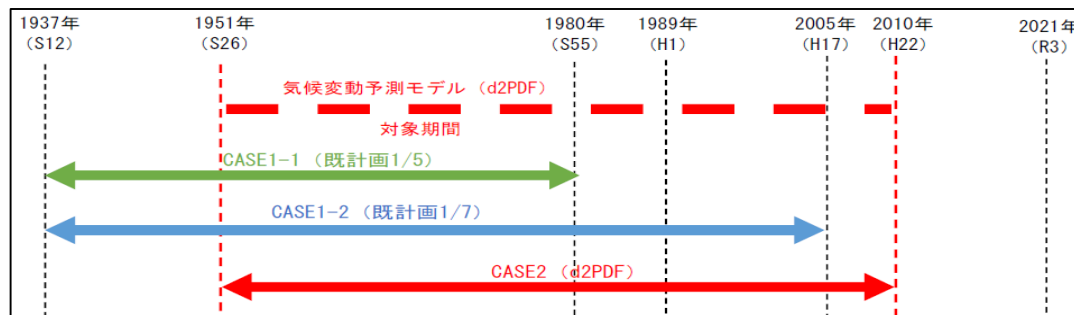 1937年 1951年 1980年 1989年 2005年 2010年 2021年
(S12) (S26) (S55) (H1) (H17) (H22) (R3)
気候変動予測モデル (d2PDF)
対象期間
CASE1-1 (既計画1/5)
CASE1-2 (既計画1/7)
CASE2 (d2PDF)